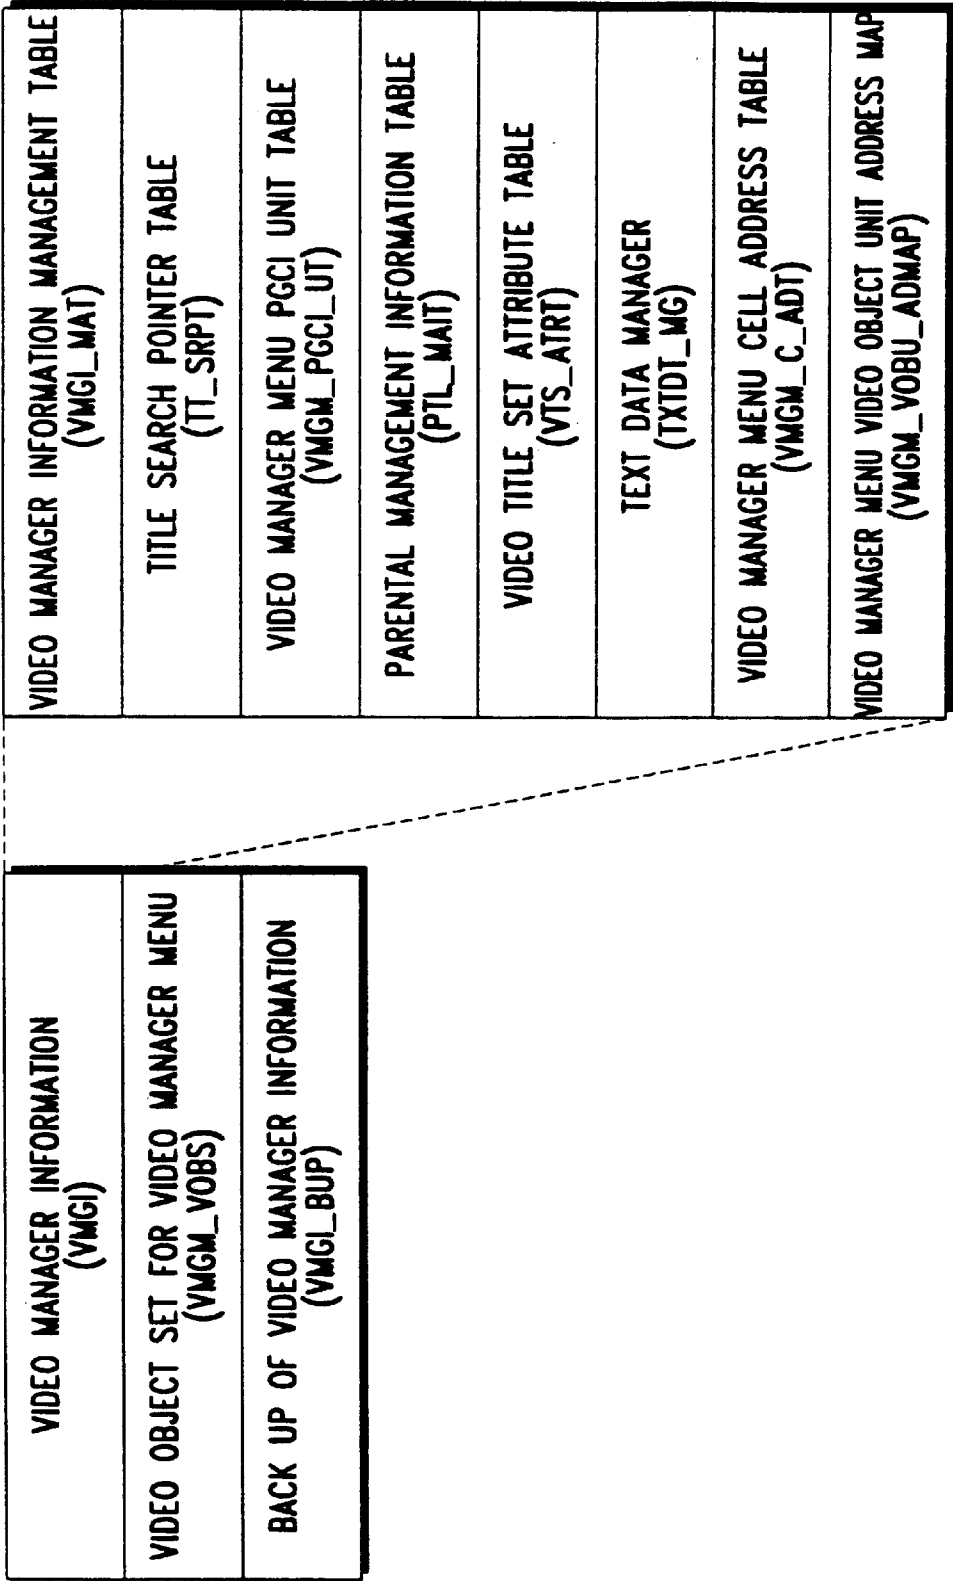 VIDEO MANAGER INFORMATION
(VMGI)
VIDEO OBJECT SET FOR VIDEO MANAGER MENU
(VMGM_VOBS)
BACK UP OF VIDEO MANAGER INFORMATION
(VMGI_BUP)
VIDEO MANAGER INFORMATION MANAGEMENT TABLE
(VMGI_MAT)
TITLE SEARCH POINTER TABLE
(TT_SRPT)
VIDEO MANAGER MENU PGCI UNIT TABLE
(VMGM_PGCI_UT)
PARENTAL MANAGEMENT INFORMATION TABLE
(PTL_MAIT)
VIDEO TITLE SET ATTRIBUTE TABLE
(VTS_ATRT)
TEXT DATA MANAGER
(TXTDT_MG)
VIDEO MANAGER MENU CELL ADDRESS TABLE
(VMGM_C_ADT)
VIDEO MANAGER MENU VIDEO OBJECT UNIT ADDRESS MAP
(VMGM_VOBU_ADMAP)